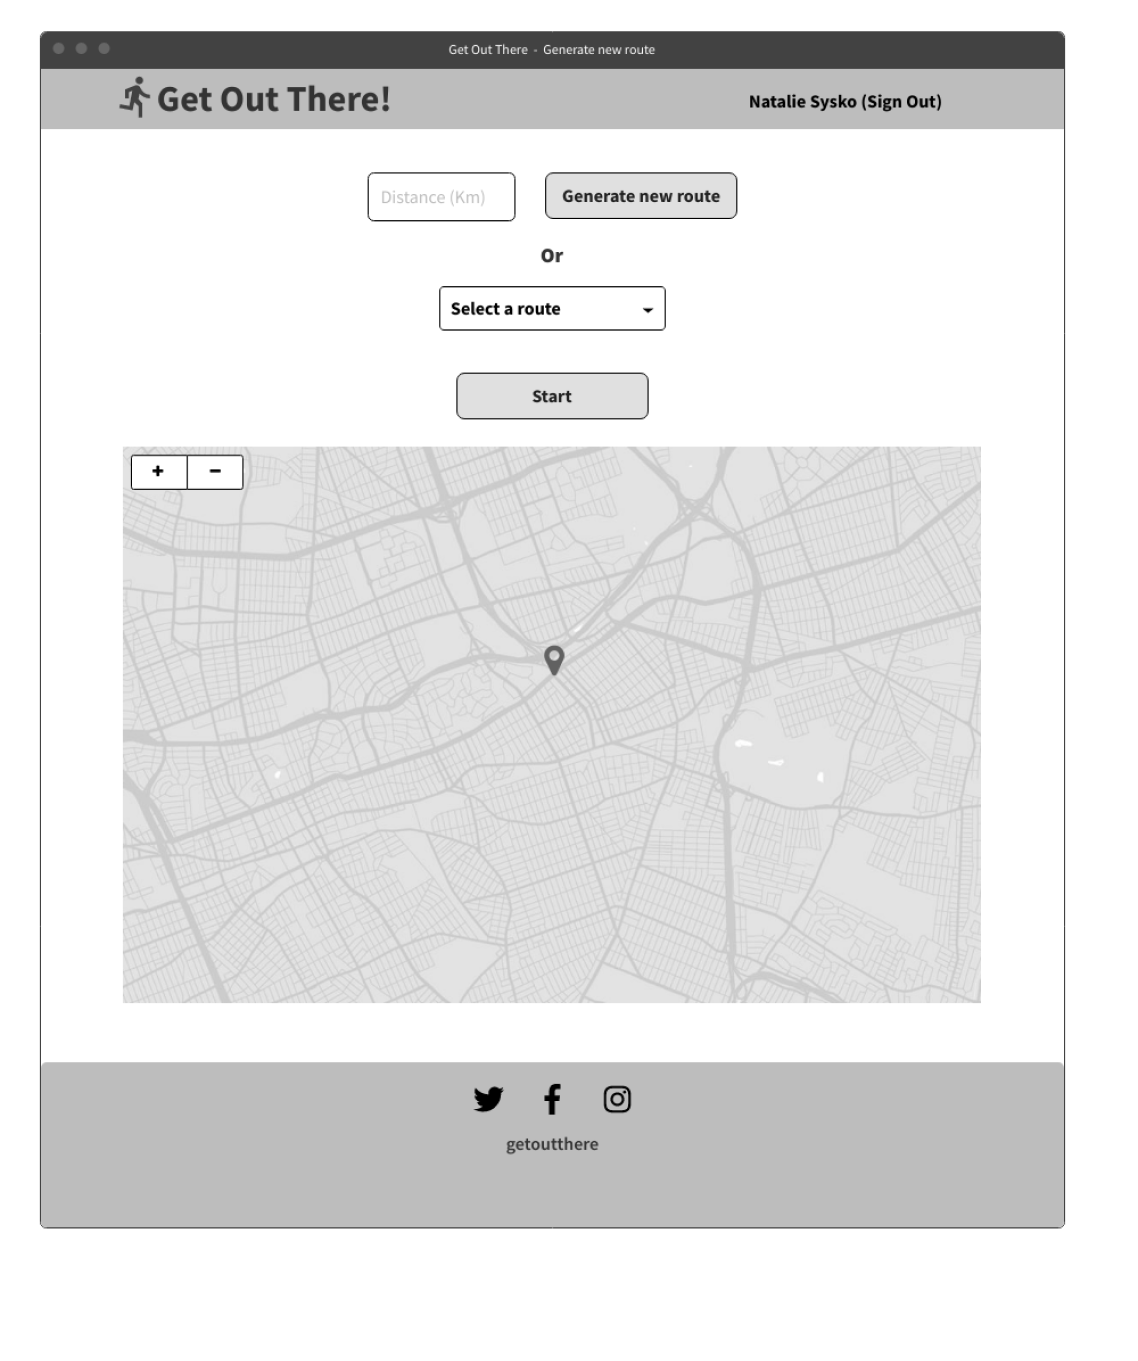 Get Out There - Generate new route
Get Out There!
Natalie Sysko (Sign Out)
Distance (Km)
Generate new route
Or
Select a route
Start
+ −
getoutthere